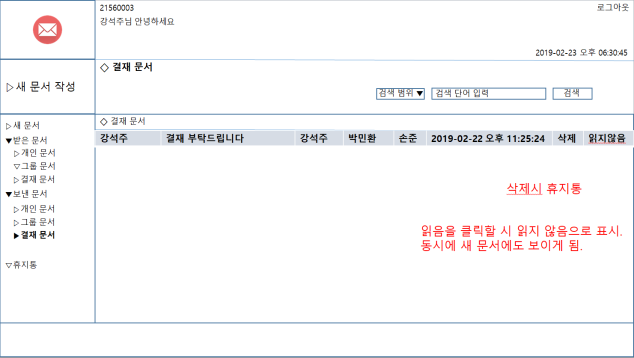 21560003
로그아웃
강석주님 안녕하세요
2019-02-23 오후 06:30:45
▷새 문서 작성
◇ 결재 문서
검색 범위▼
검색 단어 입력
검색
▷새 문서
▼받은 문서
▷개인 문서
▽그룹 문서
▷결재 문서
▼보낸 문서
▷개인 문서
▷그룹 문서
▶결재 문서
▽휴지통
◇ 결재 문서
강석주 결재 부탁드립니다 강석주 박민환 손준 2019-02-22 오후 11:25:24 삭제 읽지않음
삭제시 휴지통
읽음을 클릭할 시 읽지 않음으로 표시.
동시에 새 문서에도 보이게 됨.